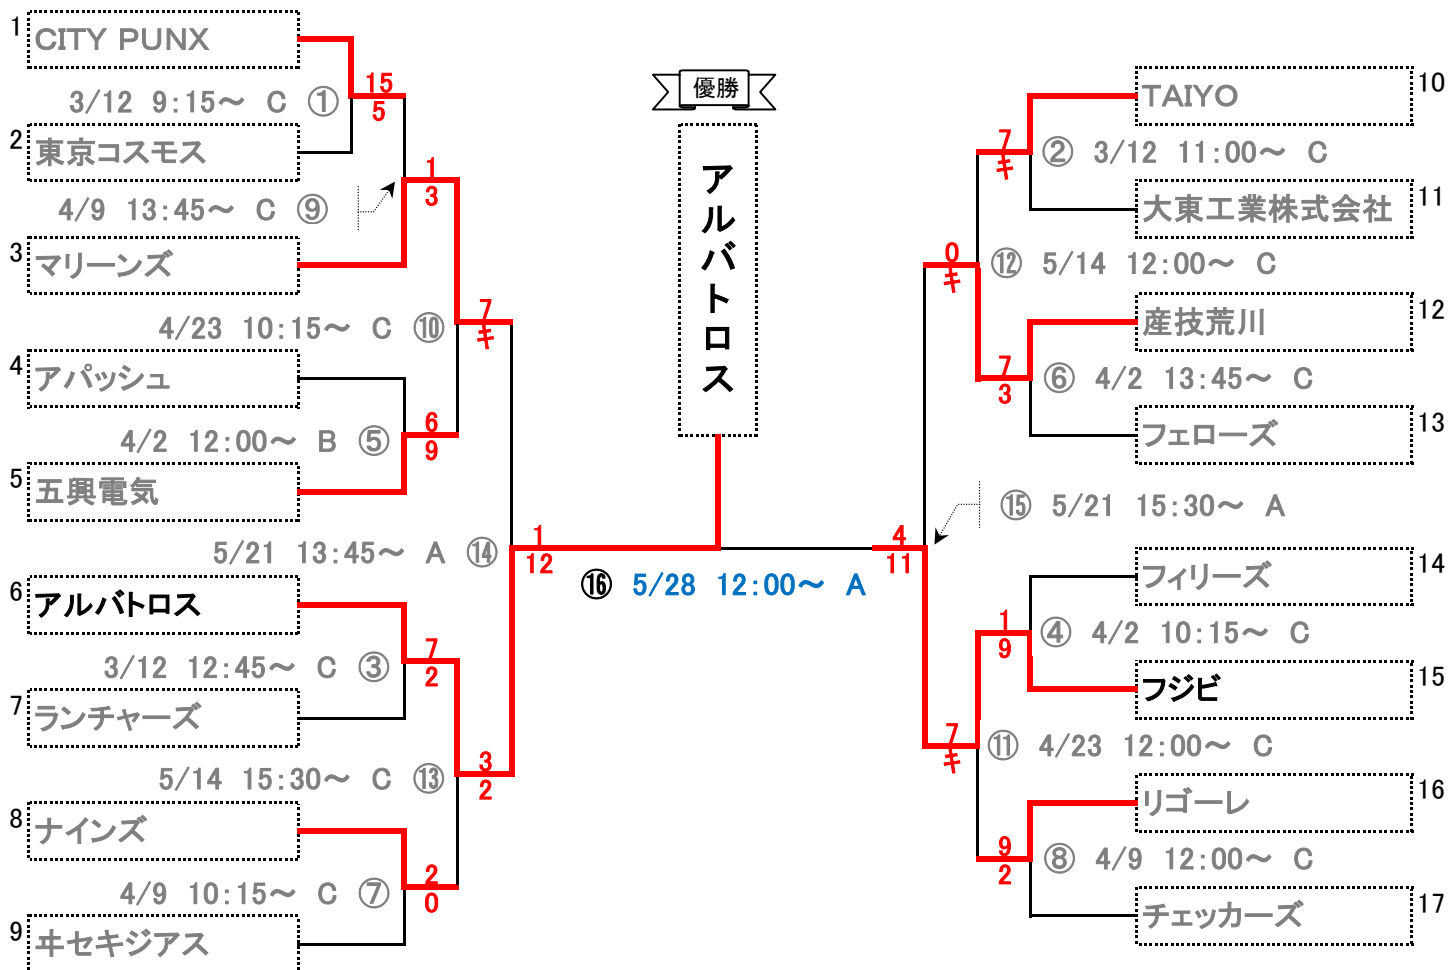 1
CITY PUNX
15
3/12 9:15～ C ①
5
2
東京コスモス
1
3
4/9 13:45～ C ⑨
3
マリーンズ
7
キ
4/23 10:15～ C ⑩
4
アパッシュ
6
9
4/2 12:00～ B ⑤
5
五興電気
1
12
5/21 13:45～ A ⑭
6
アルバトロス
7
2
3/12 12:45～ C ③
7
ランチャーズ
3
2
5/14 15:30～ C ⑬
8
ナインズ
2
0
4/9 10:15～ C ⑦
9
ヰセキジアス
優勝
アルバトロス
⑯ 5/28 12:00～ A
10
TAIYO
7
キ
② 3/12 11:00～ C
11
大東工業株式会社
0
キ
⑫ 5/14 12:00～ C
12
産技荒川
7
3
⑥ 4/2 13:45～ C
13
フェローズ
⑮ 5/21 15:30～ A
4
11
14
フィリーズ
1
9
④ 4/2 10:15～ C
15
フジビ
7
キ
⑪ 4/23 12:00～ C
16
リゴーレ
9
2
⑧ 4/9 12:00～ C
17
チェッカーズ